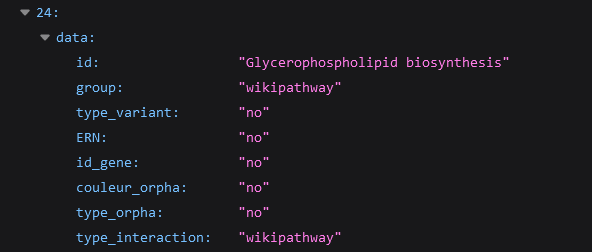 24:
data:
id: "Glycerophospholipid biosynthesis"
group: "wikipathway"
type_variant: "no"
ERN: "no"
id_gene: "no"
couleur_orpha: "no"
type_orpha: "no"
type_interaction: "wikipathway"